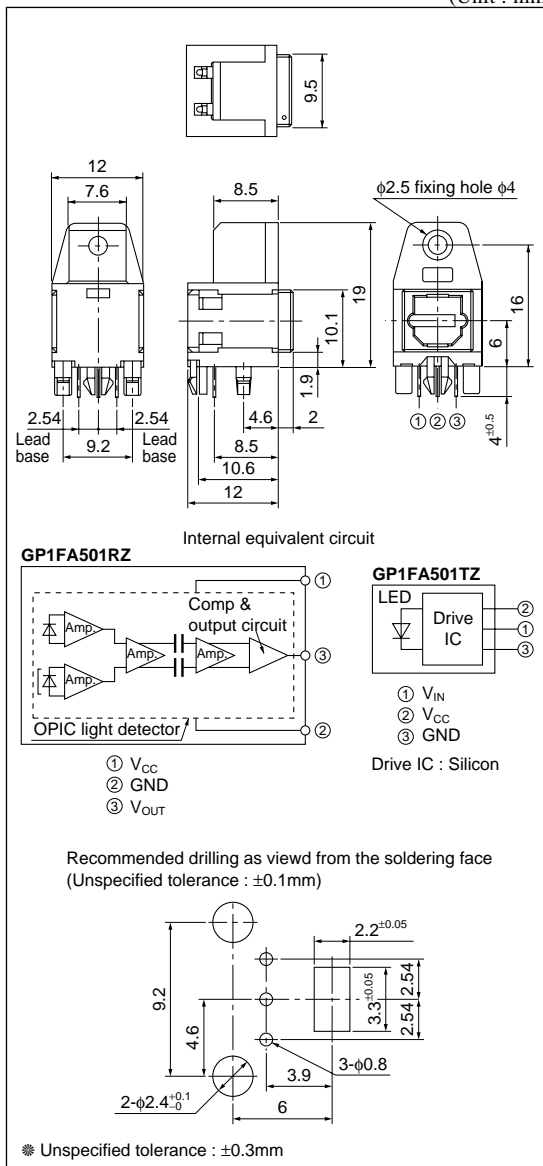 (Unit : mm
9.5
12
7.6
8.5
φ2.5 fixing hole φ4
19
10.1
16
6
1.9
2.54
2.54
Lead base
9.2
Lead base
4.6
2
8.5
10.6
12
① ② ③
4±0.5
Internal equivalent circuit
GP1FA501RZ
Comp & output circuit
Amp.
Amp.
Amp.
Amp.
OPIC light detector
①
③
②
① VCC
② GND
③ VOUT
GP1FA501TZ
LED
Drive IC
②
①
③
① VIN
② VCC
③ GND
Drive IC : Silicon
Recommended drilling as viewd from the soldering face
(Unspecified tolerance : ±0.1mm)
2.2±0.05
9.2
4.6
3.3±0.05
2.54
2.54
3-φ0.8
3.9
2-φ2.4+0.1 -0
6
❋ Unspecified tolerance : ±0.3mm